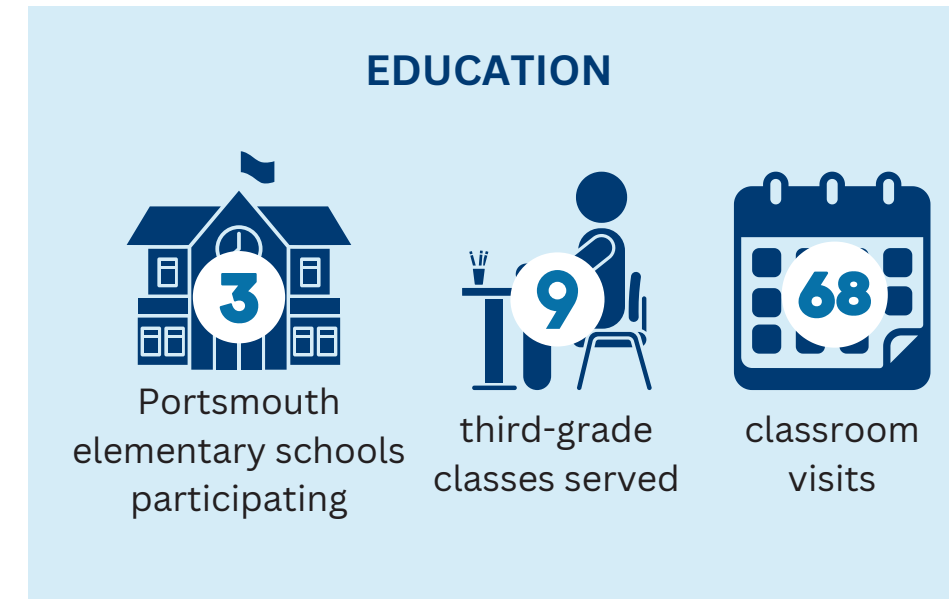 EDUCATION
3
Portsmouth
elementary schools
participating
9
third-grade
classes served
68
classroom
visits